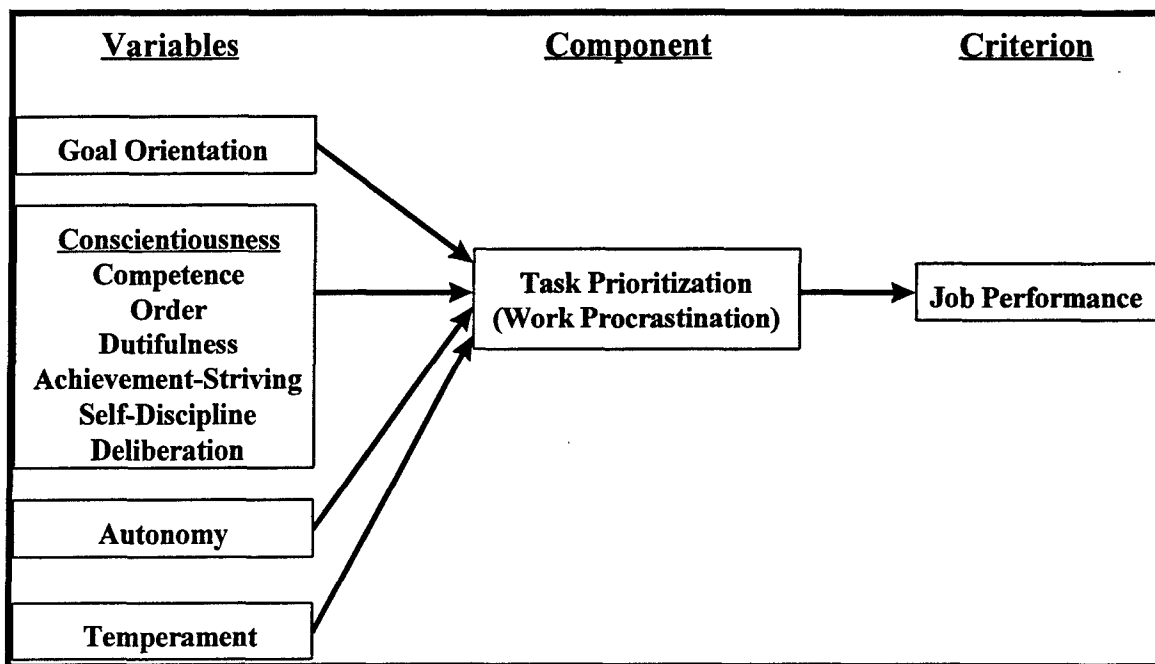 Variables
Component
Criterion
Goal Orientation
Conscientiousness
Competence
Order
Dutifulness
Achievement-Striving
Self-Discipline
Deliberation
Autonomy
Temperament
Task Prioritization
(Work Procrastination)
Job Performance